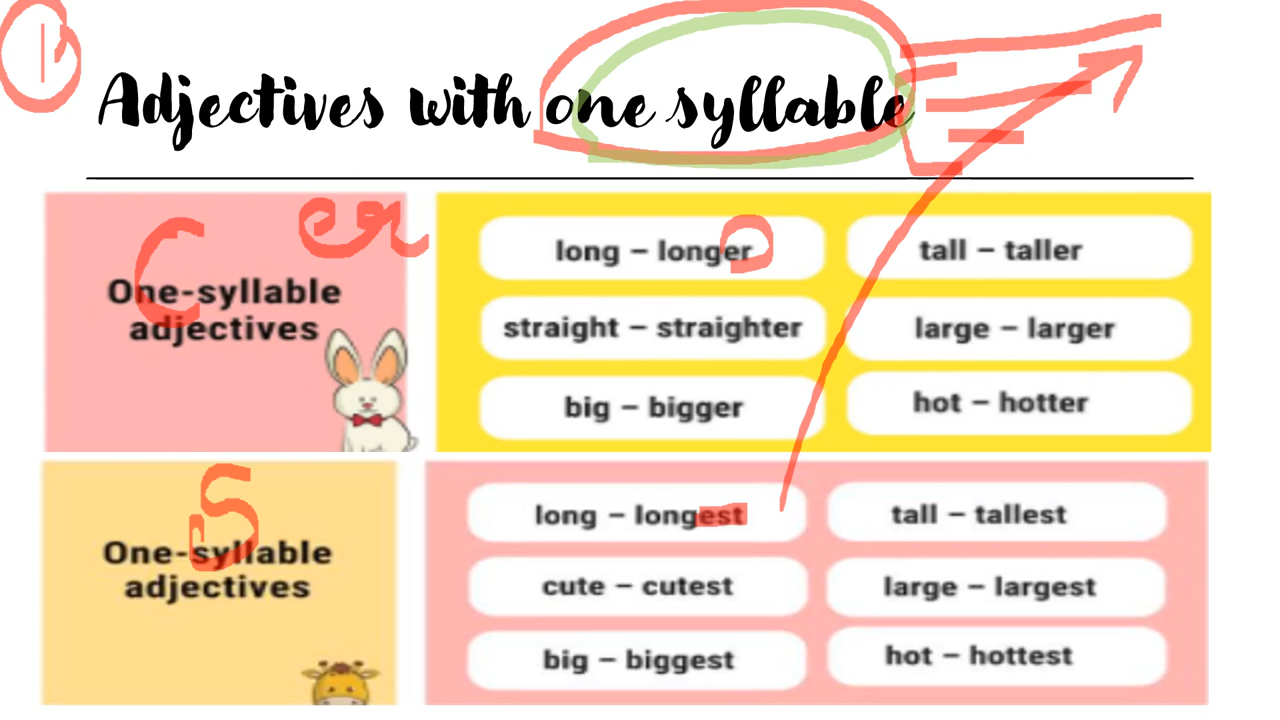 1
Adjectives with one syllable
C
er
One-syllable
adjectives
long – longer
tall – taller
straight – straighter
large – larger
big – bigger
hot – hotter
S
One-syllable
adjectives
long – longest
tall – tallest
cute – cutest
large – largest
big – biggest
hot – hottest